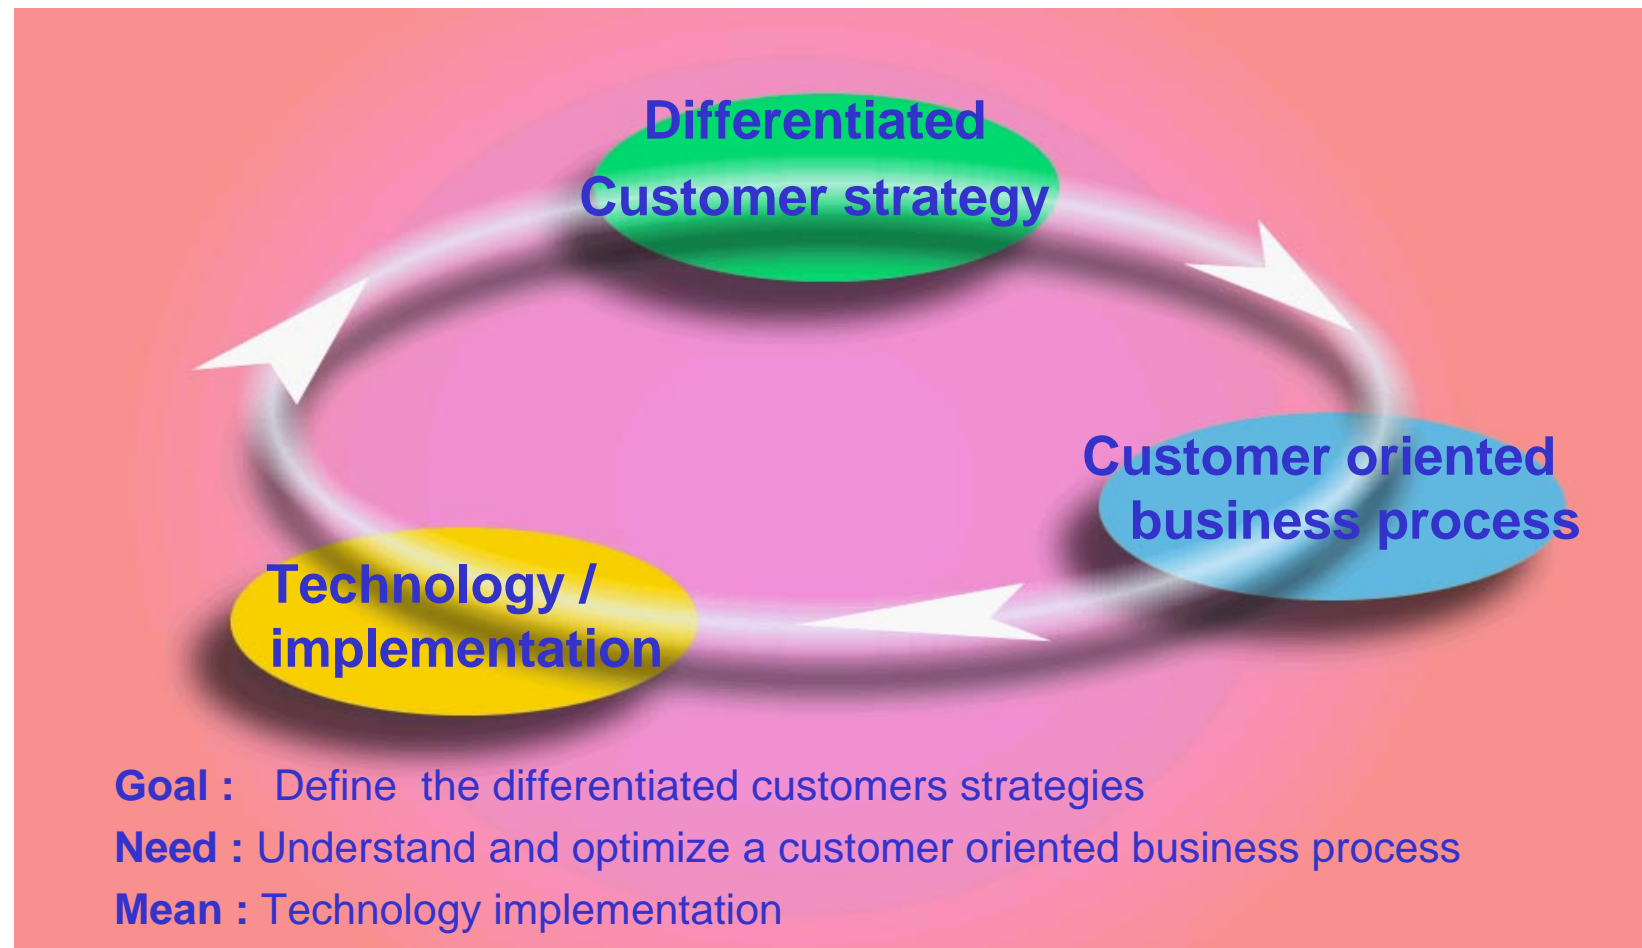 Differentiated
Customer strategy
Customer oriented
business process
Technology /
implementation
Goal : Define the differentiated customers strategies
Need : Understand and optimize a customer oriented business process
Mean : Technology implementation